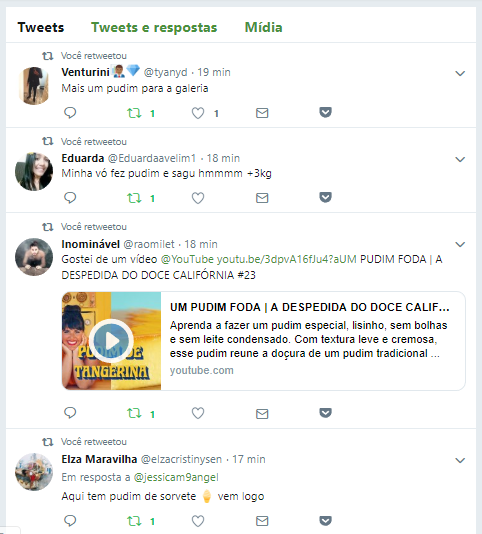 Tweets Tweets e respostas Mídia
Você retweetou
Venturini @tyanyd · 19 min
Mais um pudim para a galeria
1 1
Você retweetou
Eduarda @Eduardaavelim1 · 18 min
Minha vó fez pudim e sagu hmmmm +3kg
1
Você retweetou
Inominável @raomilet · 18 min
Gostei de um vídeo @YouTube youtu.be/3dpvA16fJu4?aUM PUDIM FODA | A
DESPEDIDA DO DOCE CALIFÓRNIA #23
UM PUDIM FODA | A DESPEDIDA DO DOCE CALIF...
Aprenda a fazer um pudim especial, lisinho, sem bolhas
e sem leite condensado. Com textura leve e cremosa,
esse pudim reune a doçura de um pudim tradicional ...
youtube.com
PUDIM DE
TANGERINA
1
Você retweetou
Elza Maravilha @elzacristinysen · 17 min
Em resposta a @jessicam9angel
Aqui tem pudim de sorvete 🍦 vem logo
1